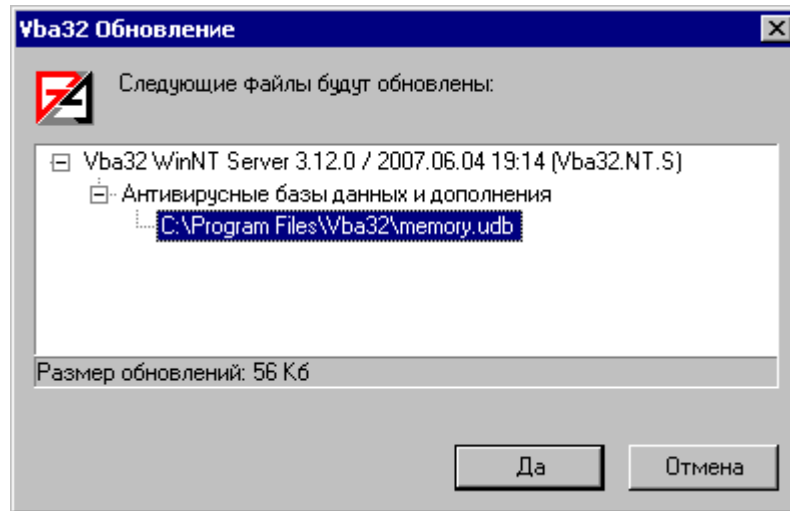 Vba32 Обновление
Следующие файлы будут обновлены:
Vba32 WinNT Server 3.12.0 / 2007.06.04 19:14 (Vba32.NT.S)
Антивирусные базы данных и дополнения
C:\Program Files\Vba32\memory.udb
Размер обновлений: 56 Кб
Да
Отмена